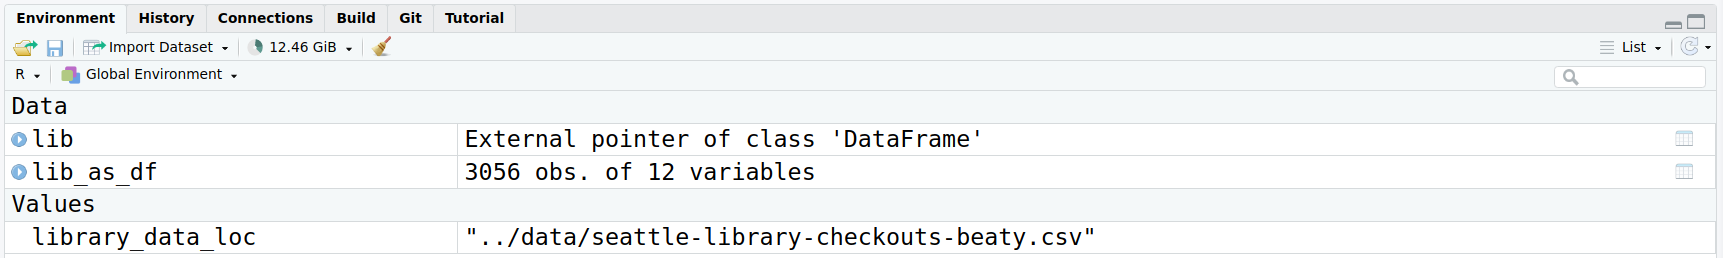 Environment History Connections Build Git Tutorial
Import Dataset 12.46 GiB List
R Global Environment
Data
lib External pointer of class 'DataFrame'
lib_as_df 3056 obs. of 12 variables
Values
library_data_loc "../data/seattle-library-checkouts-beaty.csv"